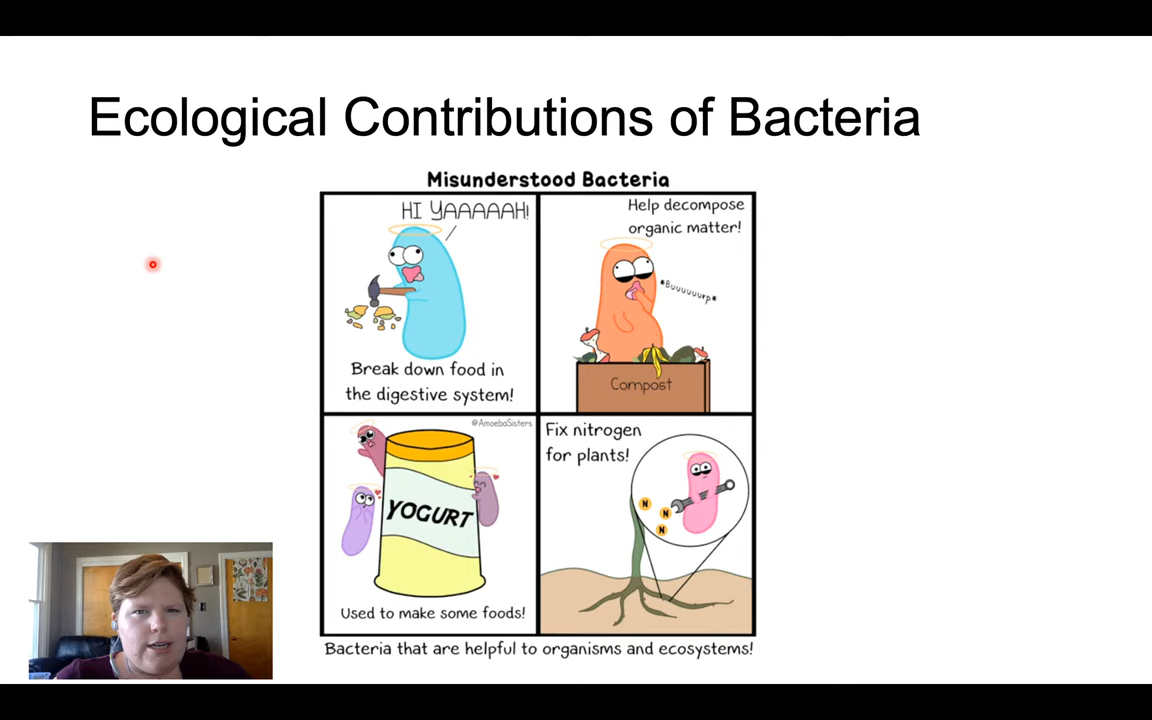 Ecological Contributions of Bacteria
Misunderstood Bacteria
HI YAAAAAH!
Break down food in
the digestive system!
Help decompose
organic matter!
*Buuuuuurp*
Compost
@AmoebaSisters
YOGURT
Used to make some foods!
Fix nitrogen
for plants!
N
N
N
Bacteria that are helpful to organisms and ecosystems!